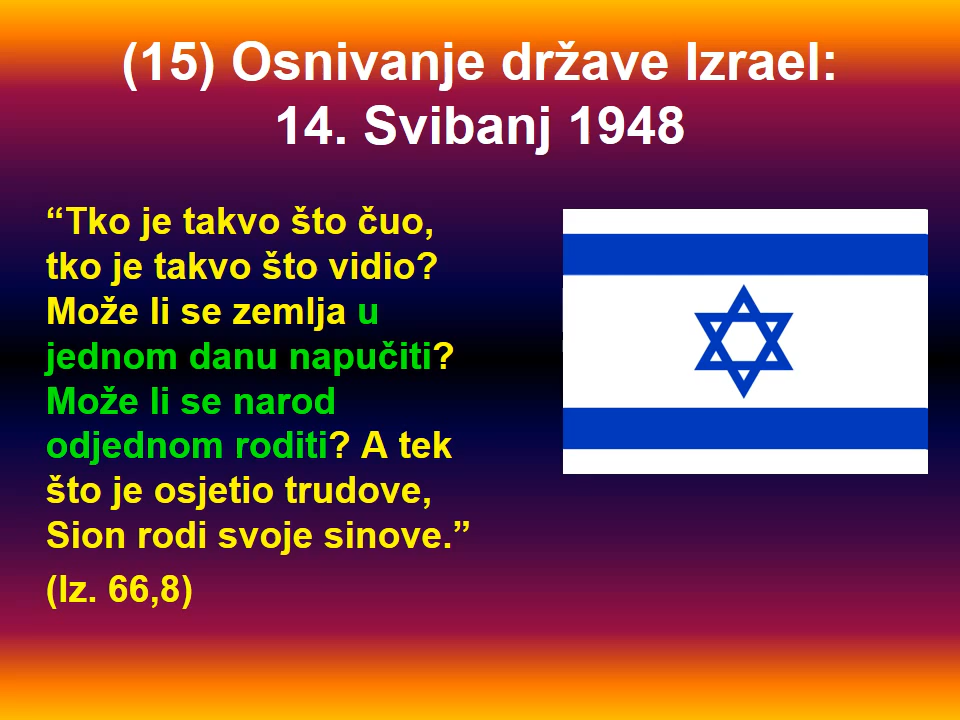 (15) Osnivanje države Izrael:
14. Svibanj 1948
“Tko je takvo što čuo,
tko je takvo što vidio?
Može li se zemlja u
jednom danu napučiti?
Može li se narod
odjednom roditi? A tek
što je osjetio trudove,
Sion rodi svoje sinove.”
(Iz. 66,8)